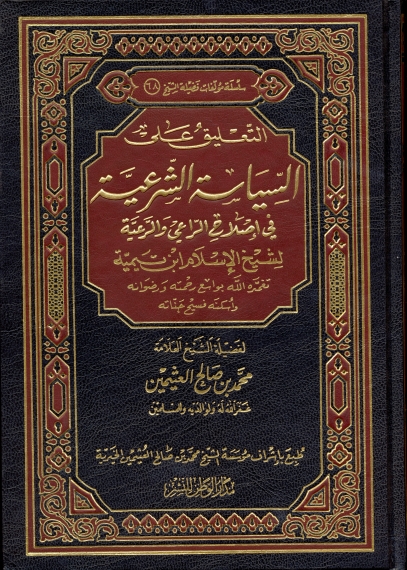 سلسلة مؤلفات فضيلة الشيخ (٦٨)
التعليق على
السياسة الشرعية
في إصلاح الراعي والرعية
لشيخ الإسلام ابن تيمية
تغمده الله بواسع رحمته ورضوانه
وأسكنه فسيح جناته
لفضيلة الشيخ العلامة
محمد بن صالح العثيمين
غفر الله له ولوالديه وللمسلمين
طبع بإشراف مؤسسة الشيخ محمد بن صالح العثيمين الخيرية
مدار الوطن للنشر